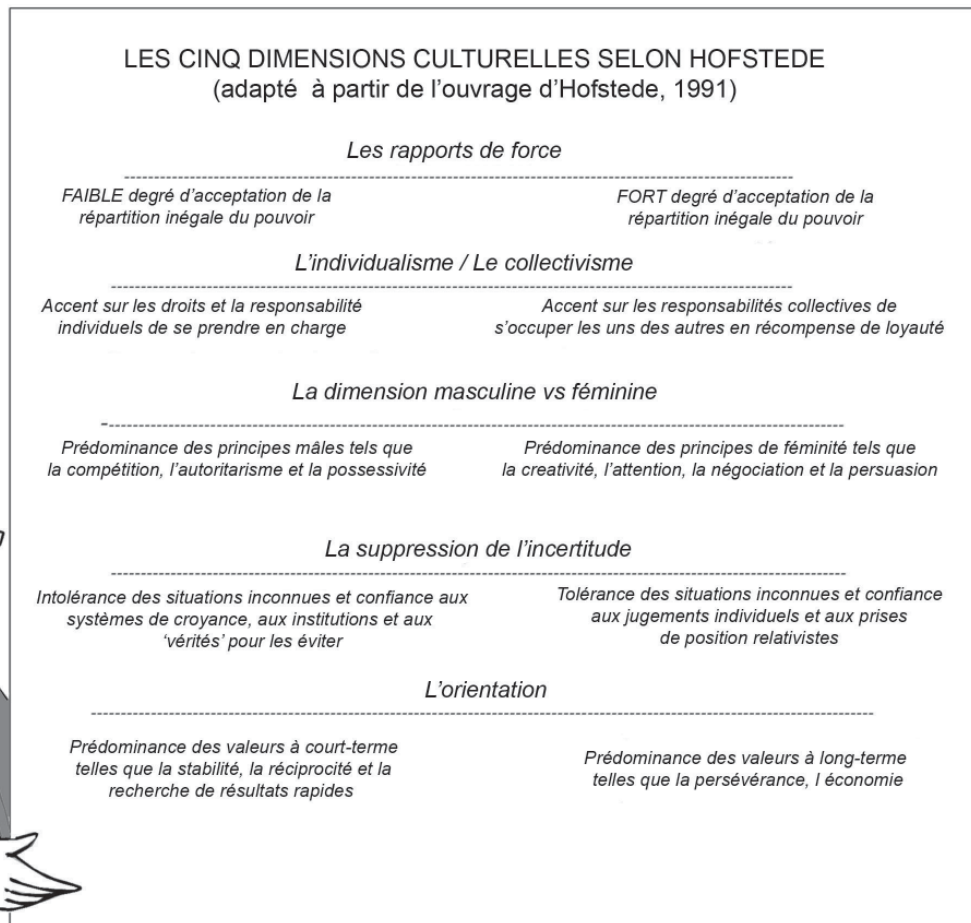 LES CINQ DIMENSIONS CULTURELLES SELON HOFSTEDE
(adapté à partir de l'ouvrage d'Hofstede, 1991)
Les rapports de force
FAIBLE degré d'acceptation de la
répartition inégale du pouvoir
FORT degré d'acceptation de la
répartition inégale du pouvoir
L'individualisme / Le collectivisme
Accent sur les droits et la responsabilité
individuels de se prendre en charge
Accent sur les responsabilités collectives de
s'occuper les uns des autres en récompense de loyauté
La dimension masculine vs féminine
Prédominance des principes mâles tels que
la compétition, l'autoritarisme et la possessivité
Prédominance des principes de féminité tels que
la creativité, l'attention, la négociation et la persuasion
La suppression de l'incertitude
Intolérance des situations inconnues et confiance aux
systèmes de croyance, aux institutions et aux
'vérités' pour les éviter
Tolérance des situations inconnues et confiance
aux jugements individuels et aux prises
de position relativistes
L'orientation
Prédominance des valeurs à court-terme
telles que la stabilité, la réciprocité et la
recherche de résultats rapides
Prédominance des valeurs à long-terme
telles que la persévérance, l économie